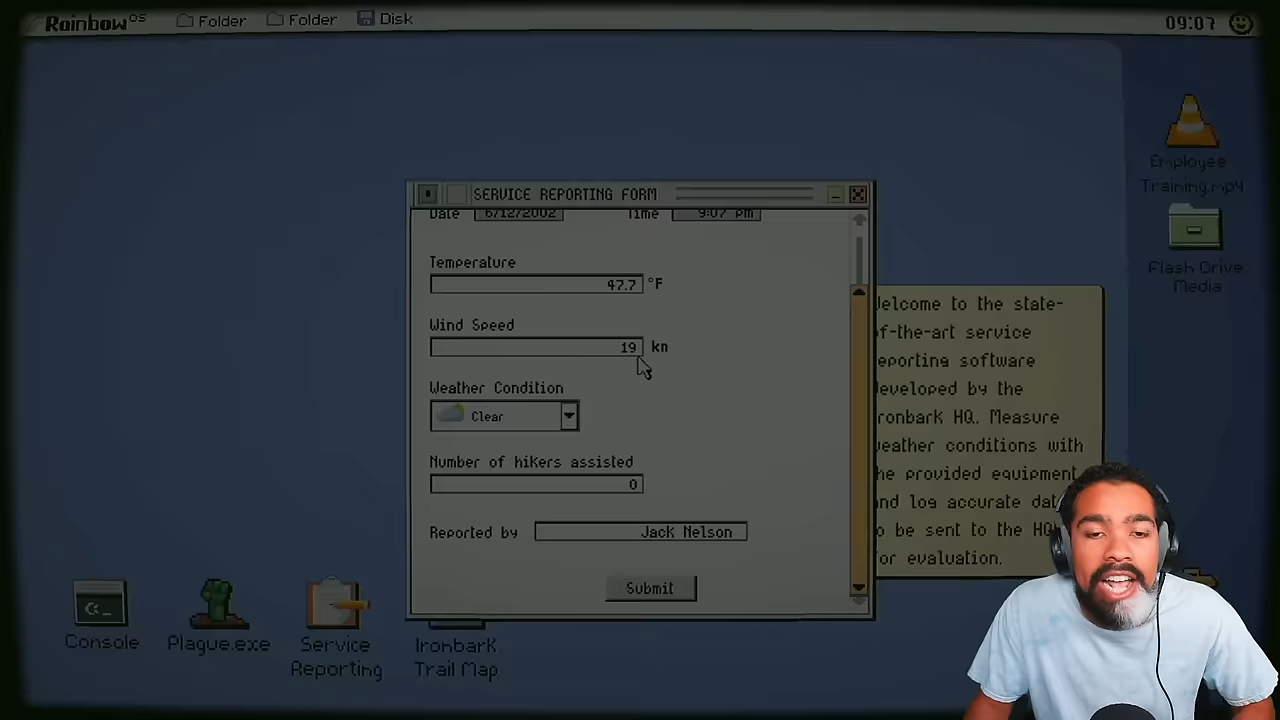 RainbowOS Folder Folder Disk 09:07
Employee
Training.mp4
Flash Drive
Media
SERVICE REPORTING FORM
Date 6/12/2002 Time 9:07 pm
Temperature
47.7 °F
Wind Speed
19 kn
Weather Condition
Clear
Number of hikers assisted
0
Reported by Jack Nelson
Submit
Welcome to the state-
of-the-art service
reporting software
developed by the
Ironbark HQ. Measure
weather conditions with
the provided equipment
and log accurate data
to be sent to the HQ
for evaluation.
Console
Plague.exe
Service
Reporting
Ironbark
Trail Map